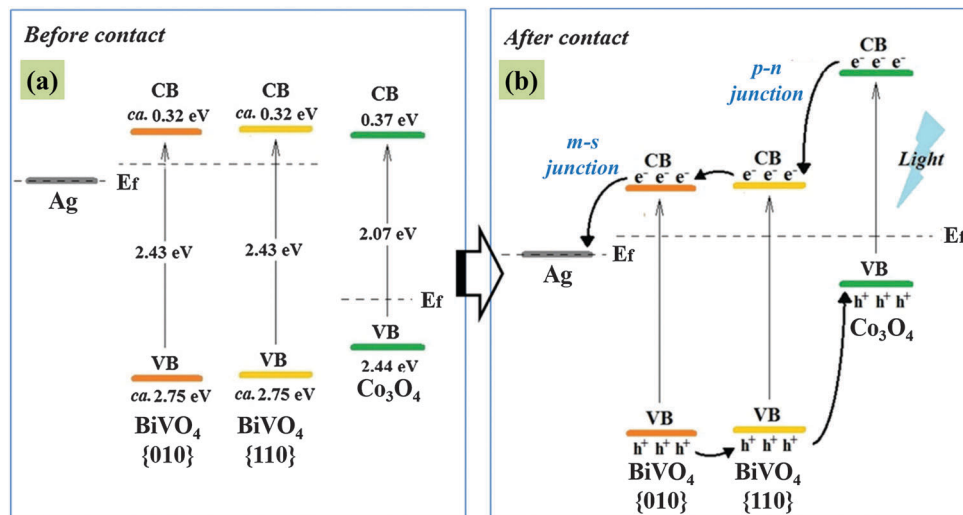 Before contact
(a)
CB
ca. 0.32 eV
CB
ca. 0.32 eV
CB
0.37 eV
Ef
Ag
2.43 eV
2.43 eV
2.07 eV
Ef
VB
ca. 2.75 eV
BiVO₄
{010}
VB
ca. 2.75 eV
BiVO₄
{110}
VB
2.44 eV
Co₃O₄
After contact
(b)
CB
e⁻ e⁻ e⁻
p-n
junction
m-s
junction
CB
e⁻ e⁻ e⁻
CB
e⁻ e⁻ e⁻
Light
Ef
Ag
Ef
VB
h⁺ h⁺ h⁺
Co₃O₄
VB
h⁺ h⁺ h⁺
BiVO₄
{010}
VB
h⁺ h⁺ h⁺
BiVO₄
{110}